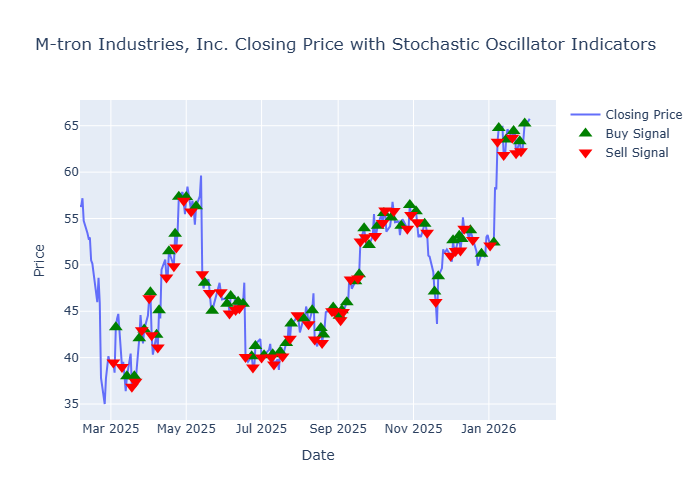 M-tron Industries, Inc. Closing Price with Stochastic Oscillator Indicators
Closing Price
Buy Signal
Sell Signal
Price
65
60
55
50
45
40
35
Mar 2025
May 2025
Jul 2025
Sep 2025
Nov 2025
Jan 2026
Date